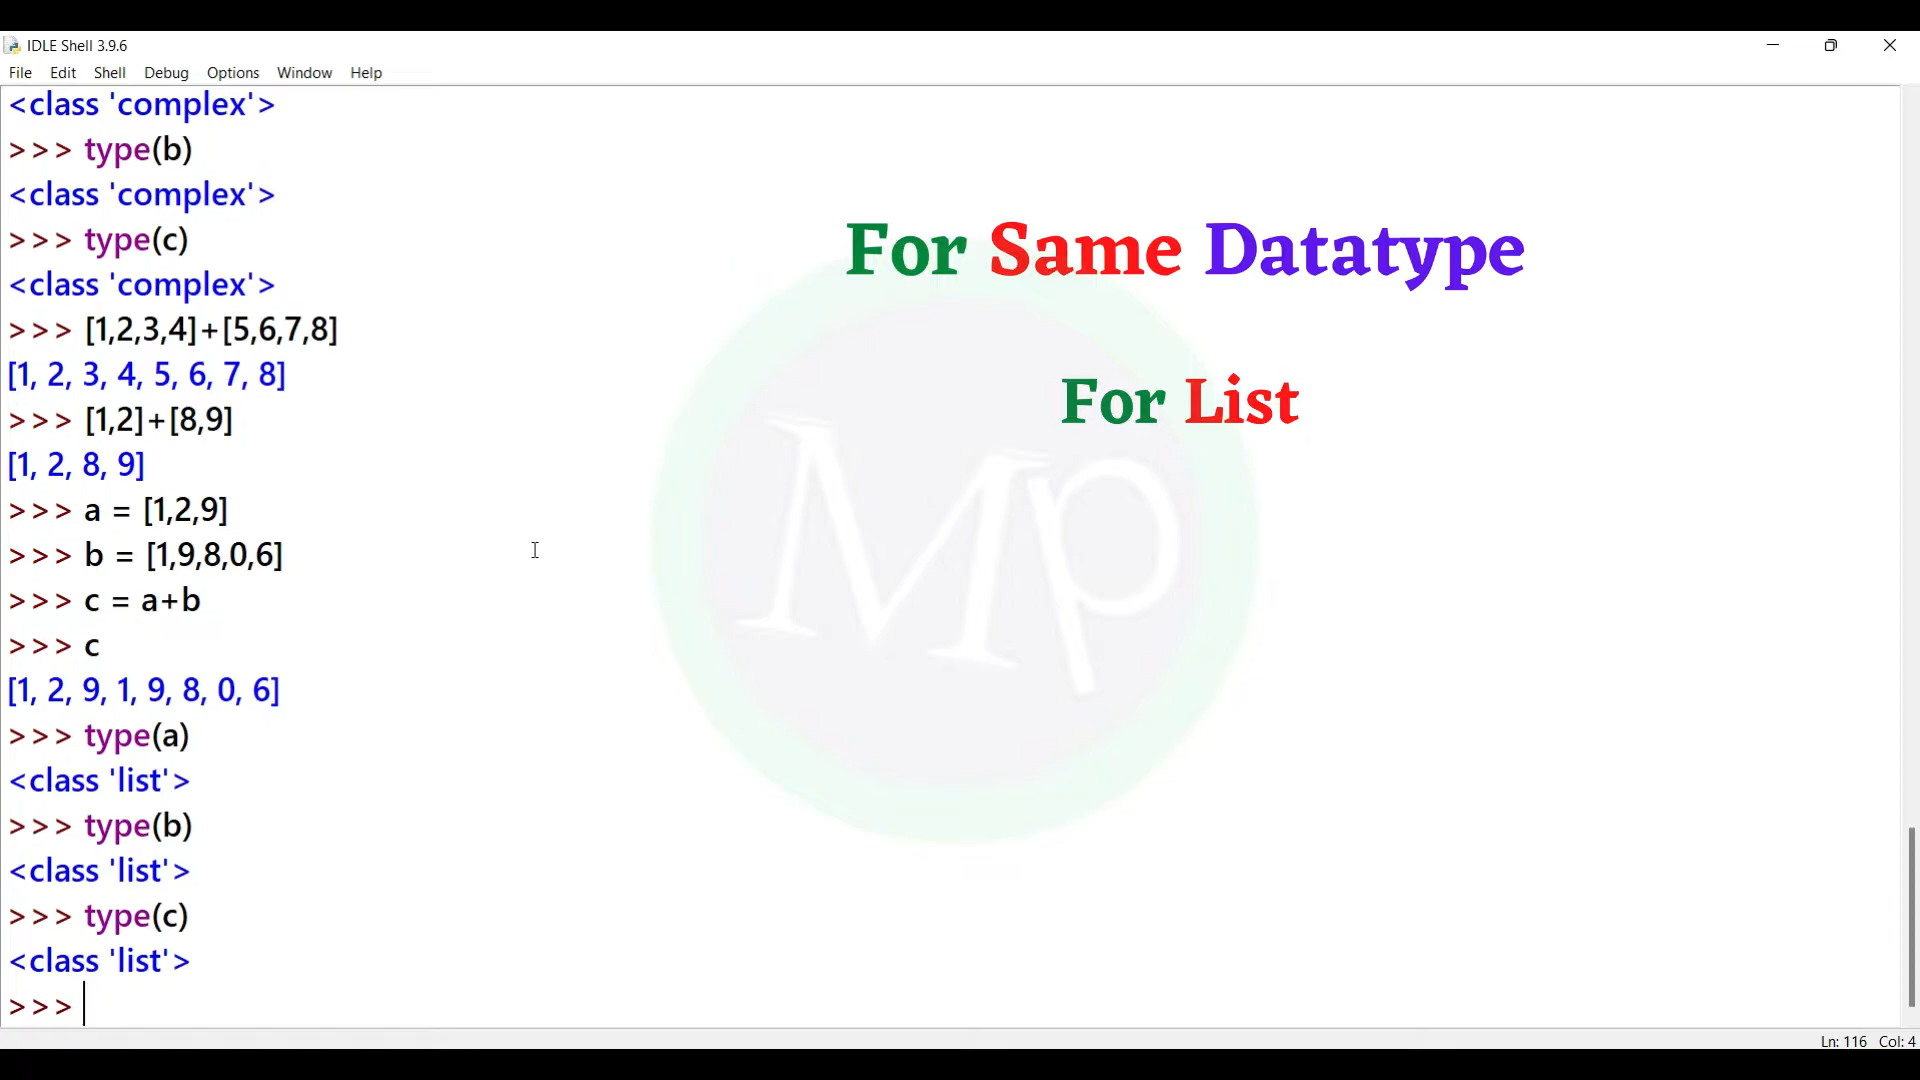 IDLE Shell 3.9.6
File Edit Shell Debug Options Window Help
<class 'complex'>
>>> type(b)
<class 'complex'>
>>> type(c)
<class 'complex'>
>>> [1,2,3,4]+[5,6,7,8]
[1, 2, 3, 4, 5, 6, 7, 8]
>>> [1,2]+[8,9]
[1, 2, 8, 9]
>>> a = [1,2,9]
>>> b = [1,9,8,0,6]
>>> c = a+b
>>> c
[1, 2, 9, 1, 9, 8, 0, 6]
>>> type(a)
<class 'list'>
>>> type(b)
<class 'list'>
>>> type(c)
<class 'list'>
>>>
For Same Datatype
For List
Mp
Ln: 116 Col: 4